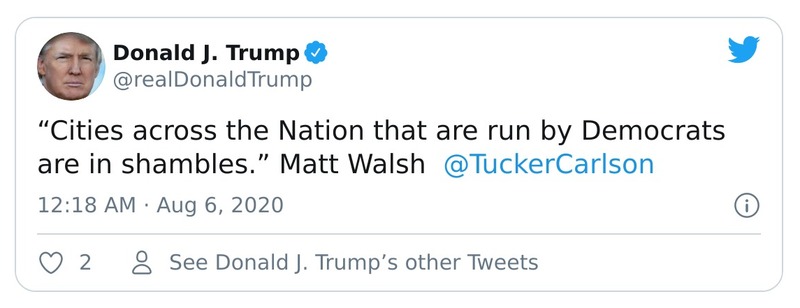 Donald J. Trump
@realDonaldTrump
“Cities across the Nation that are run by Democrats
are in shambles.” Matt Walsh @TuckerCarlson
12:18 AM · Aug 6, 2020
2 See Donald J. Trump’s other Tweets